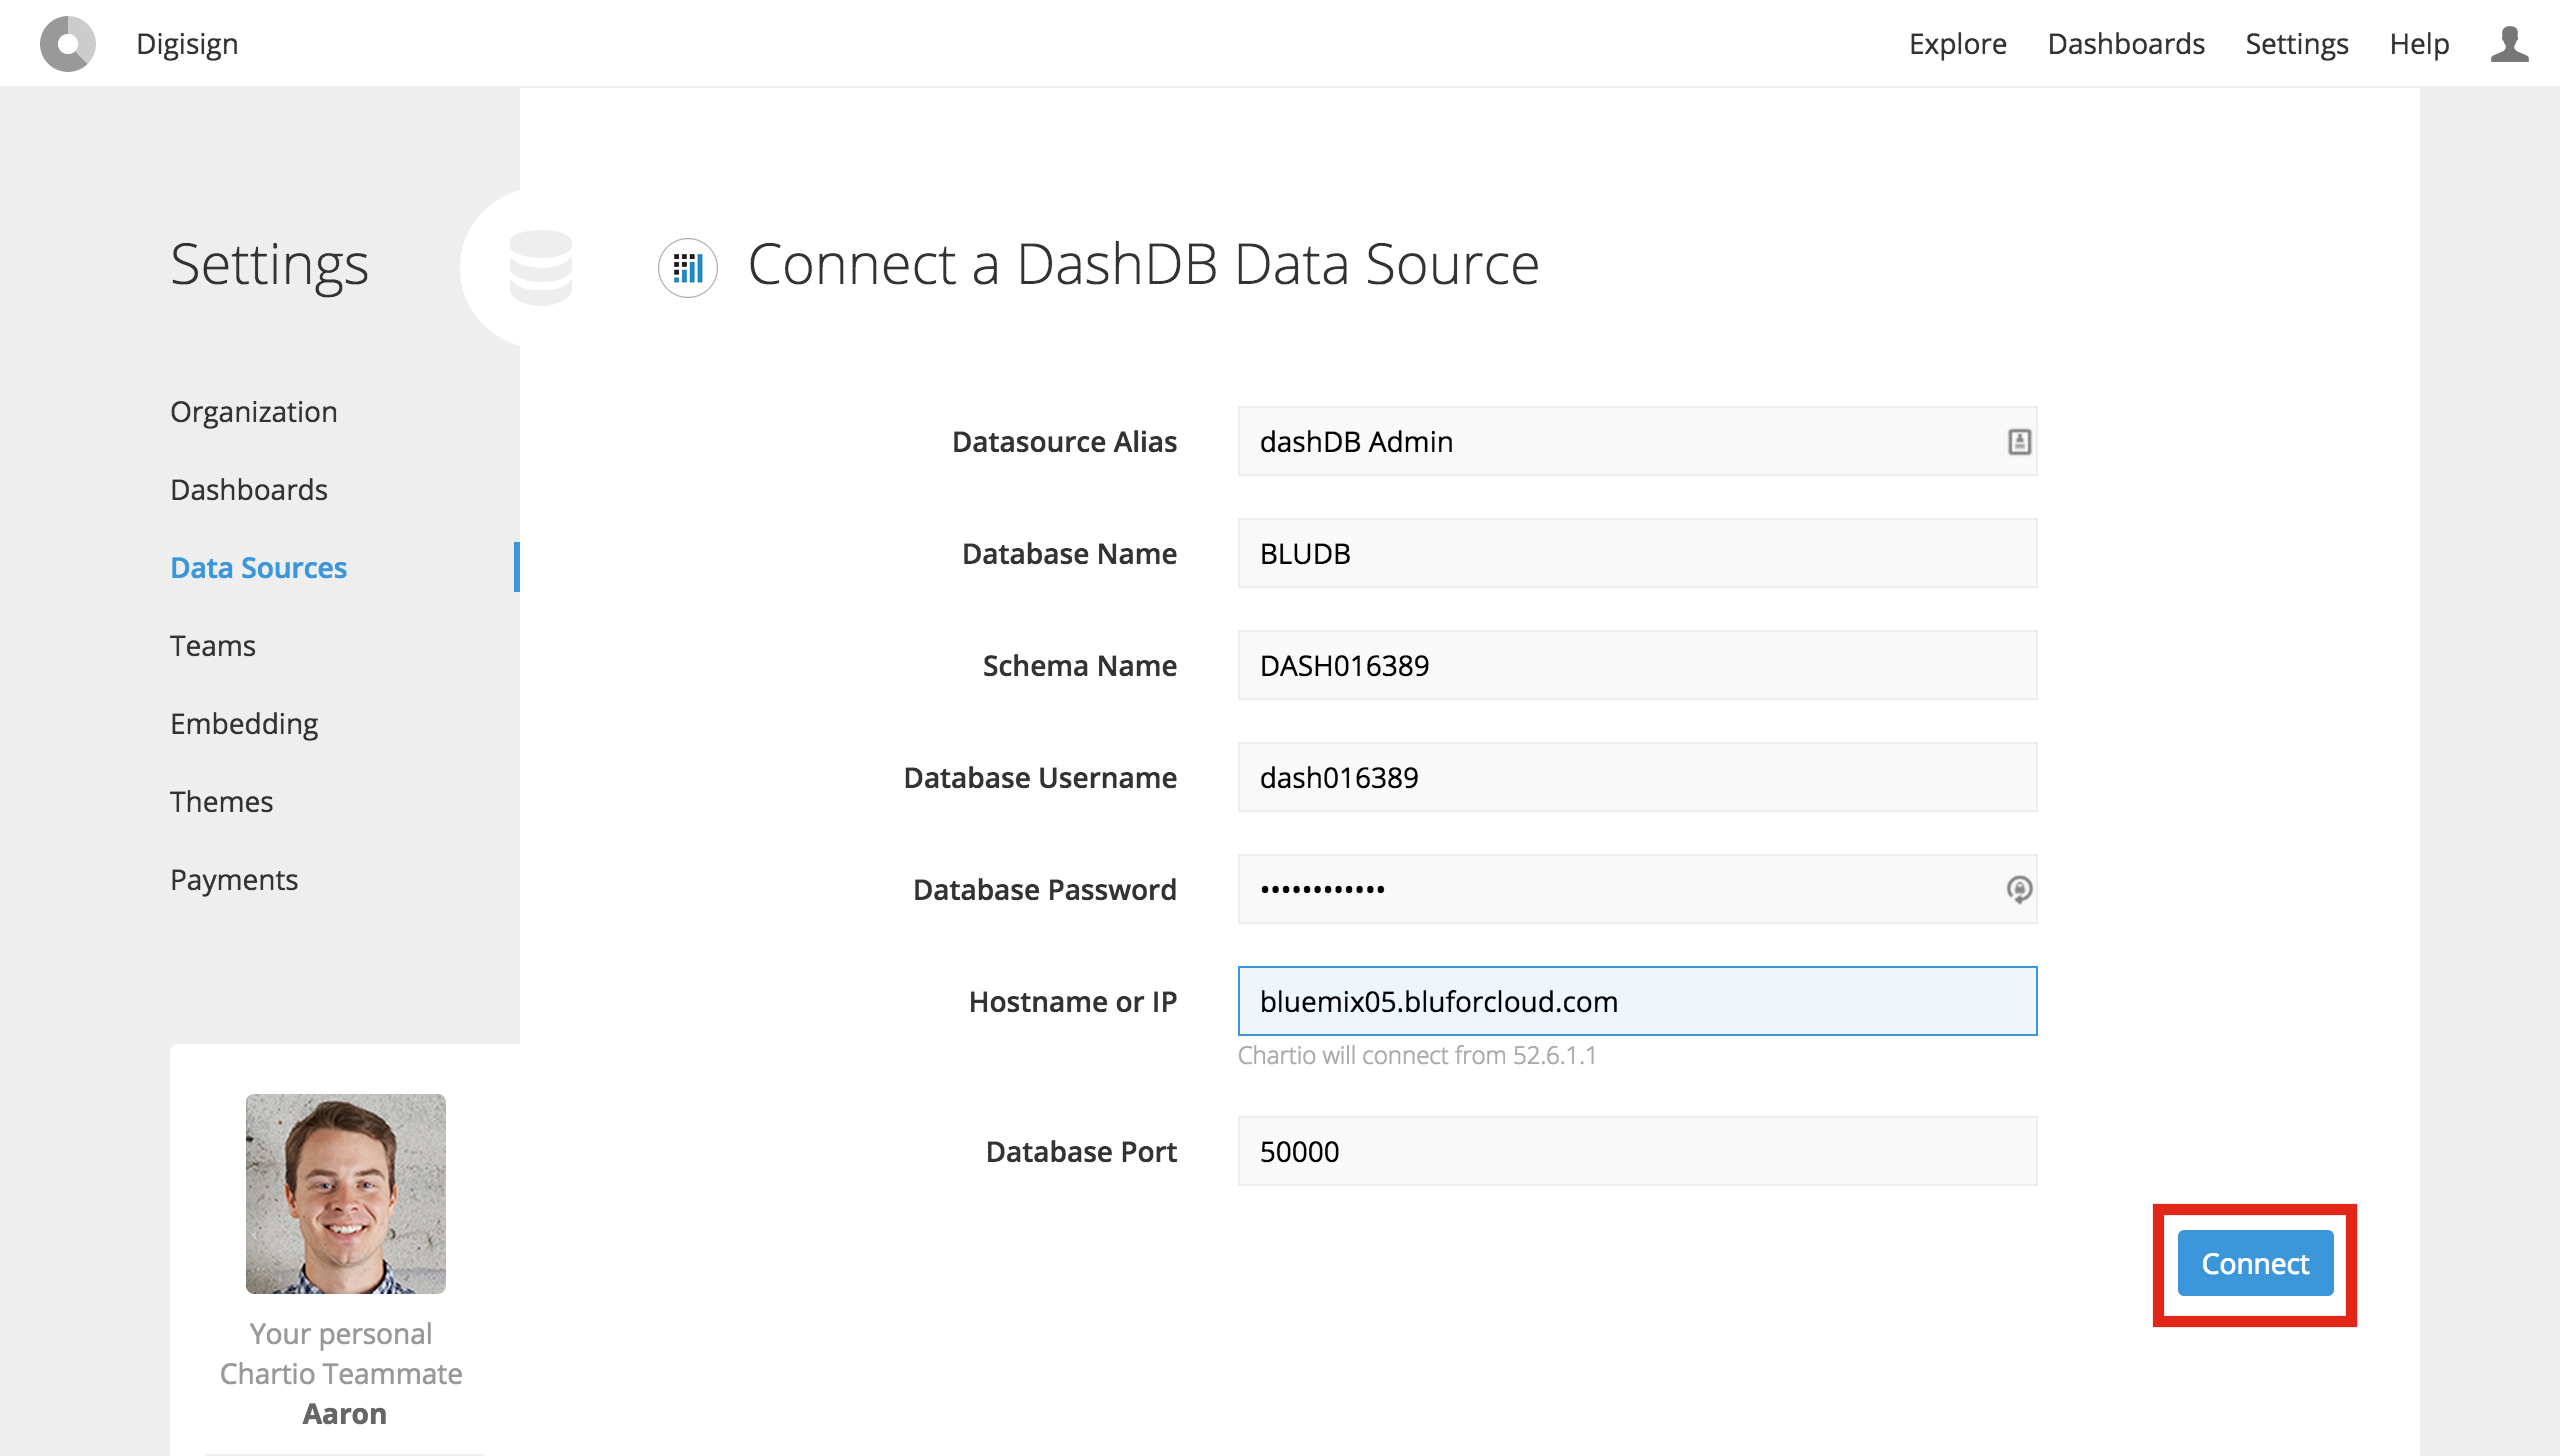 Digisign
Explore
Dashboards
Settings
Help
Settings
Organization
Dashboards
Data Sources
Teams
Embedding
Themes
Payments
Your personal
Chartio Teammate
Aaron
Connect a DashDB Data Source
Datasource Alias
dashDB Admin
Database Name
BLUDB
Schema Name
DASH016389
Database Username
dash016389
Database Password
••••••••••••
Hostname or IP
bluemix05.bluforcloud.com
Chartio will connect from 52.6.1.1
Database Port
50000
Connect